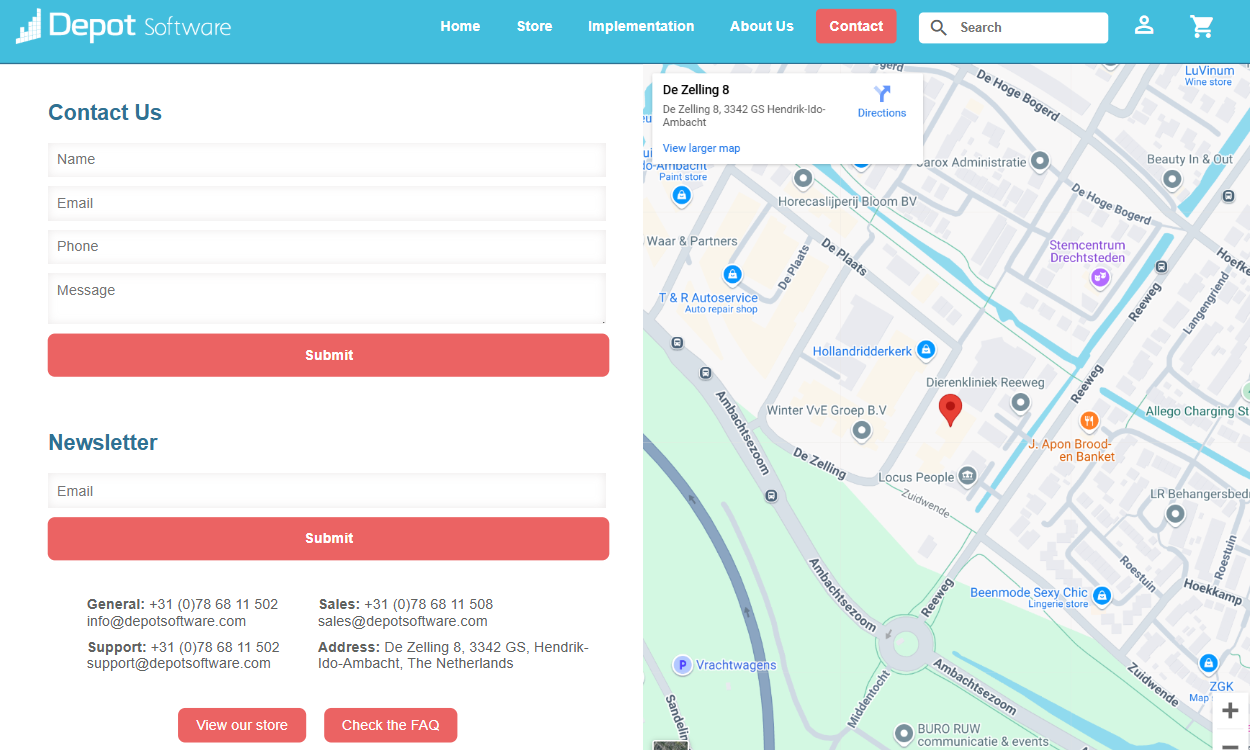 Depot Software
Home
Store
Implementation
About Us
Contact
Search
Contact Us
Name
Email
Phone
Message
Submit
Newsletter
Email
Submit
General: +31 (0)78 68 11 502
info@depotsoftware.com
Support: +31 (0)78 68 11 502
support@depotsoftware.com
Sales: +31 (0)78 68 11 508
sales@depotsoftware.com
Address: De Zelling 8, 3342 GS, Hendrik-
Ido-Ambacht, The Netherlands
View our store
Check the FAQ
De Zelling 8
De Zelling 8, 3342 GS Hendrik-Ido-
Ambacht
View larger map
Directions
De Hoge Bogerd
LuVinum
Wine store
do-Ambacht
Paint store
Carox Administratie
Beauty In & Out
Horecaslijperij Bloom BV
De Hoge Bogerd
Waar & Partners
De Plaats
De Plaats
Stemcentrum
Drechtsteden
Hoefke
T & R Autoservice
Auto repair shop
Reeweg
Langengriend
Hollandridderkerk
Dierenkliniek Reeweg
Reeweg
Winter VvE Groep B.V
Allego Charging St
Ambachtsezoom
J. Apon Brood-
en Banket
De Zelling
Locus People
Zuidwende
LR Behangersbed
Roestuin
Roestuin
Hoekkamp
Ambachtsezoom
Reeweg
Beenmode Sexy Chic
Lingerie store
P
Vrachtwagens
Ambachtsezoom
Zuidwende
ZGK
Map
Middentocht
Sandelin
BURO RUW
communicatie & events